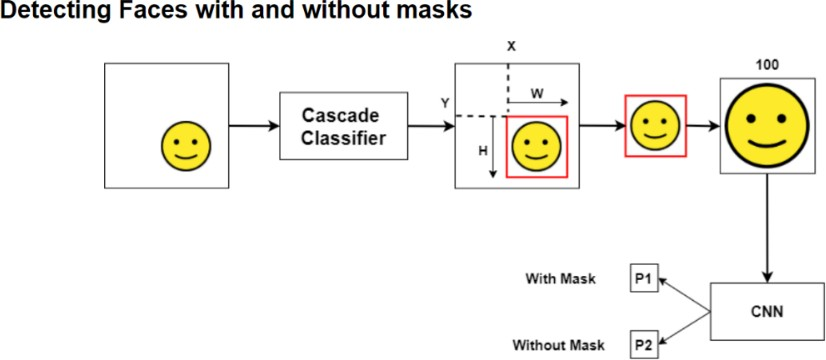 Detecting Faces with and without masks
X
100
Y
W
Cascade
Classifier
H
With Mask
P1
CNN
Without Mask
P2